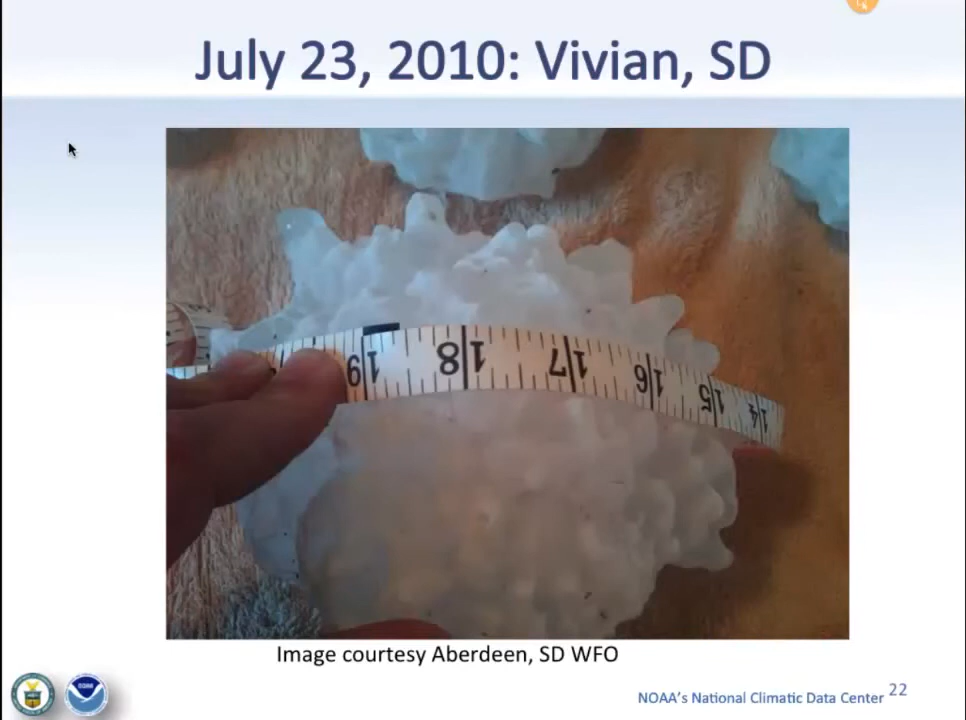 July 23, 2010: Vivian, SD
19 18 17 16 15 14
Image courtesy Aberdeen, SD WFO
NOAA's National Climatic Data Center 22